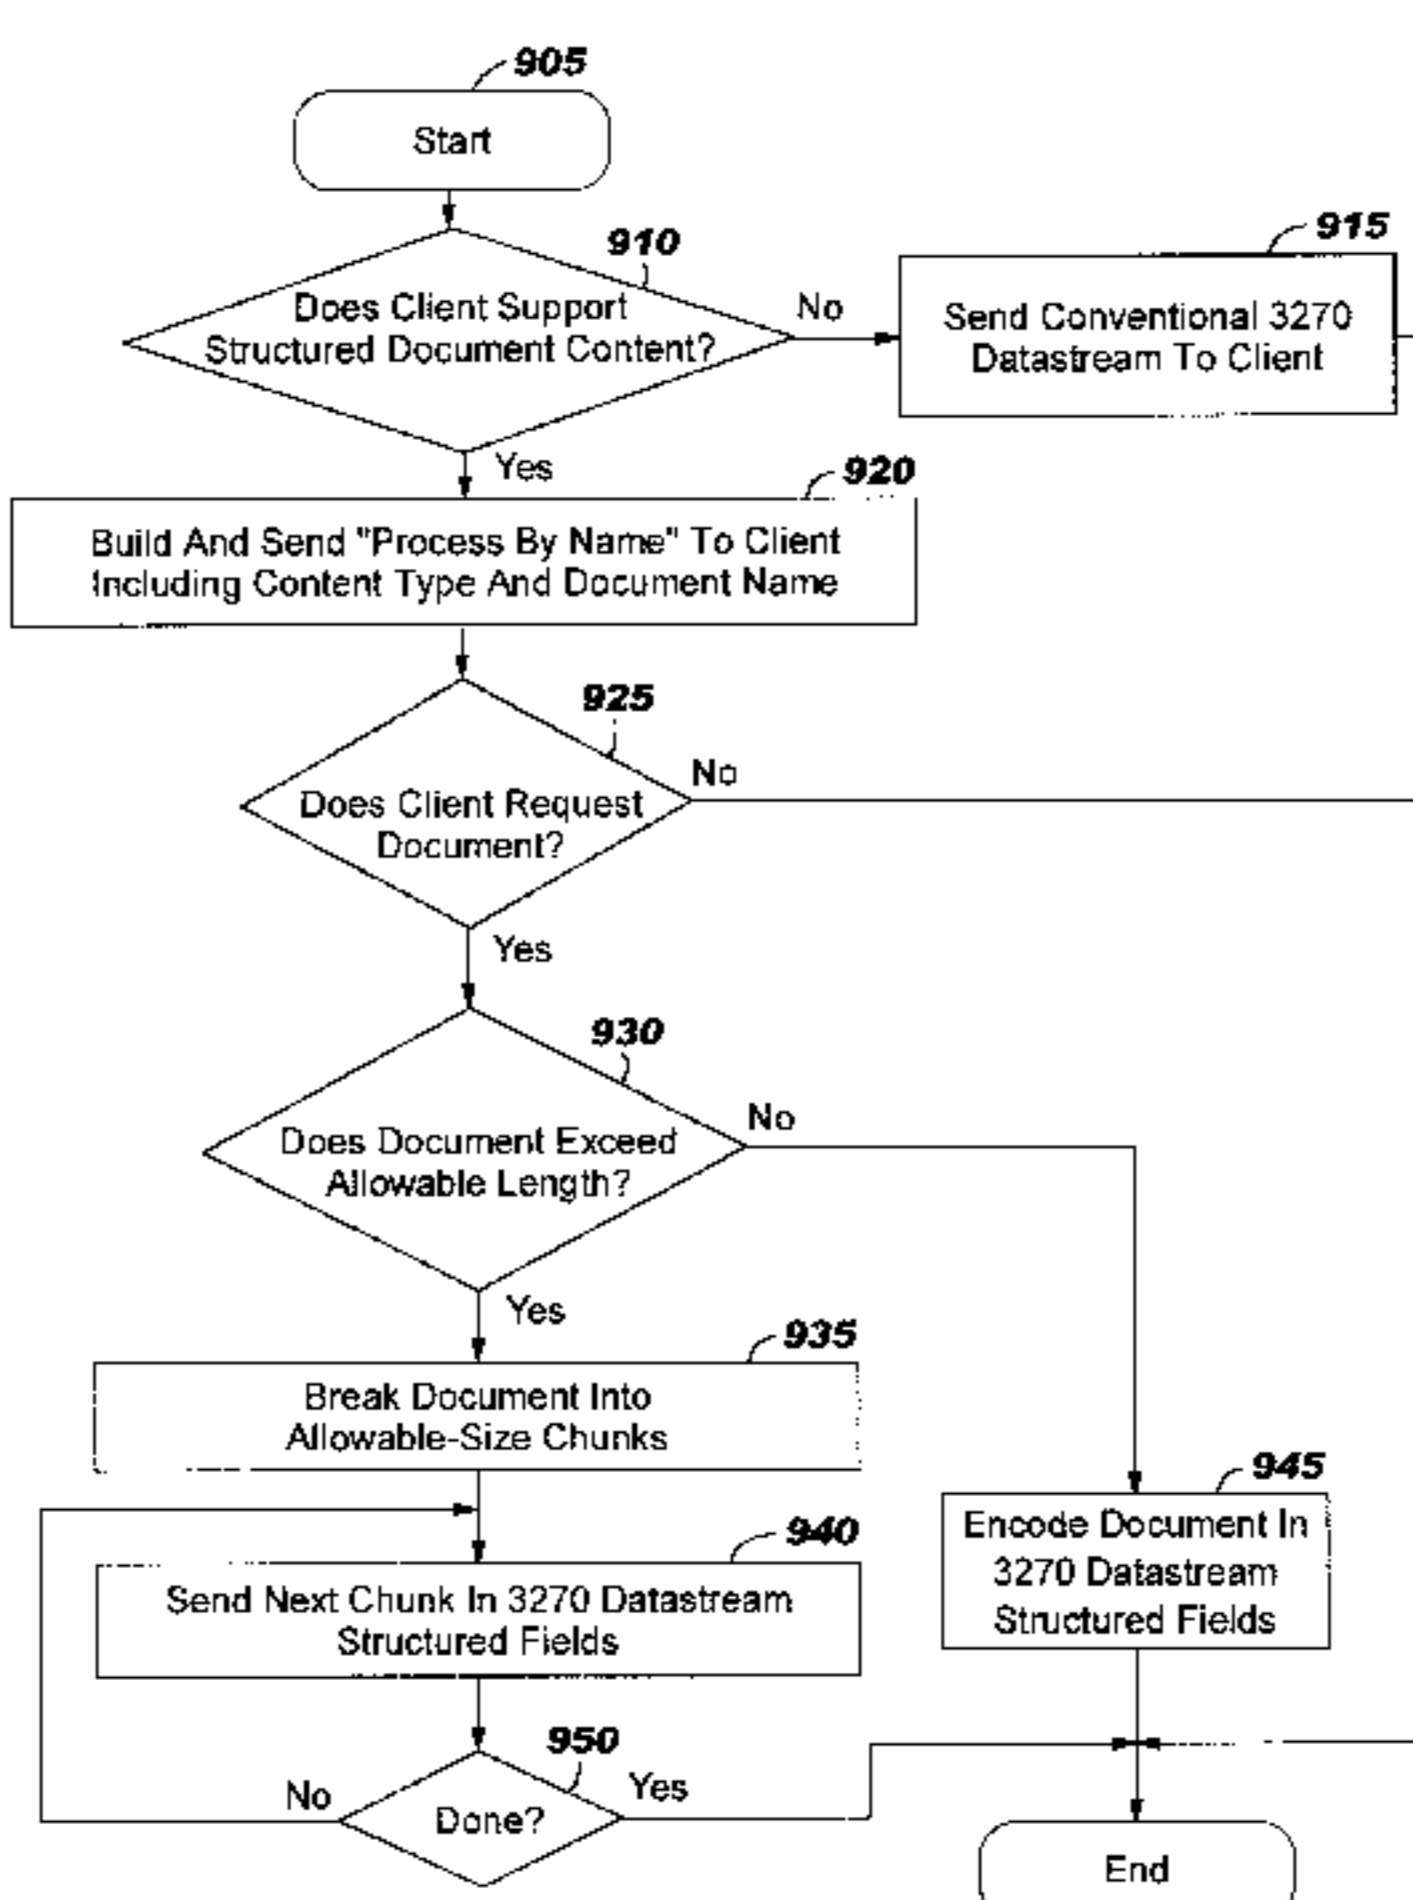 905
Start
910
Does Client Support
Structured Document Content?
No
915
Send Conventional 3270
Datastream To Client
Yes
920
Build And Send "Process By Name" To Client
Including Content Type And Document Name
925
Does Client Request
Document?
No
Yes
930
Does Document Exceed
Allowable Length?
No
Yes
935
Break Document Into
Allowable-Size Chunks
940
Send Next Chunk In 3270 Datastream
Structured Fields
945
Encode Document In
3270 Datastream
Structured Fields
950
Done?
No
Yes
End